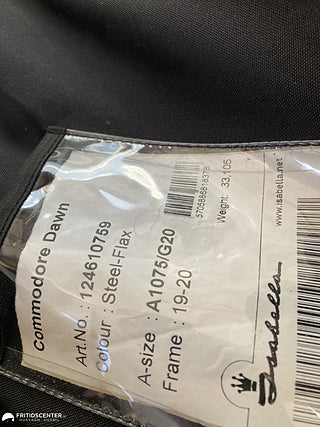 Commodore Dawn
Art.No. : 124610759
Colour : Steel-Flax
A-size : A1075/G20
Frame : 19-20
Weight: 33,105
www.isabella.net
Isabella
FRITIDSCENTER